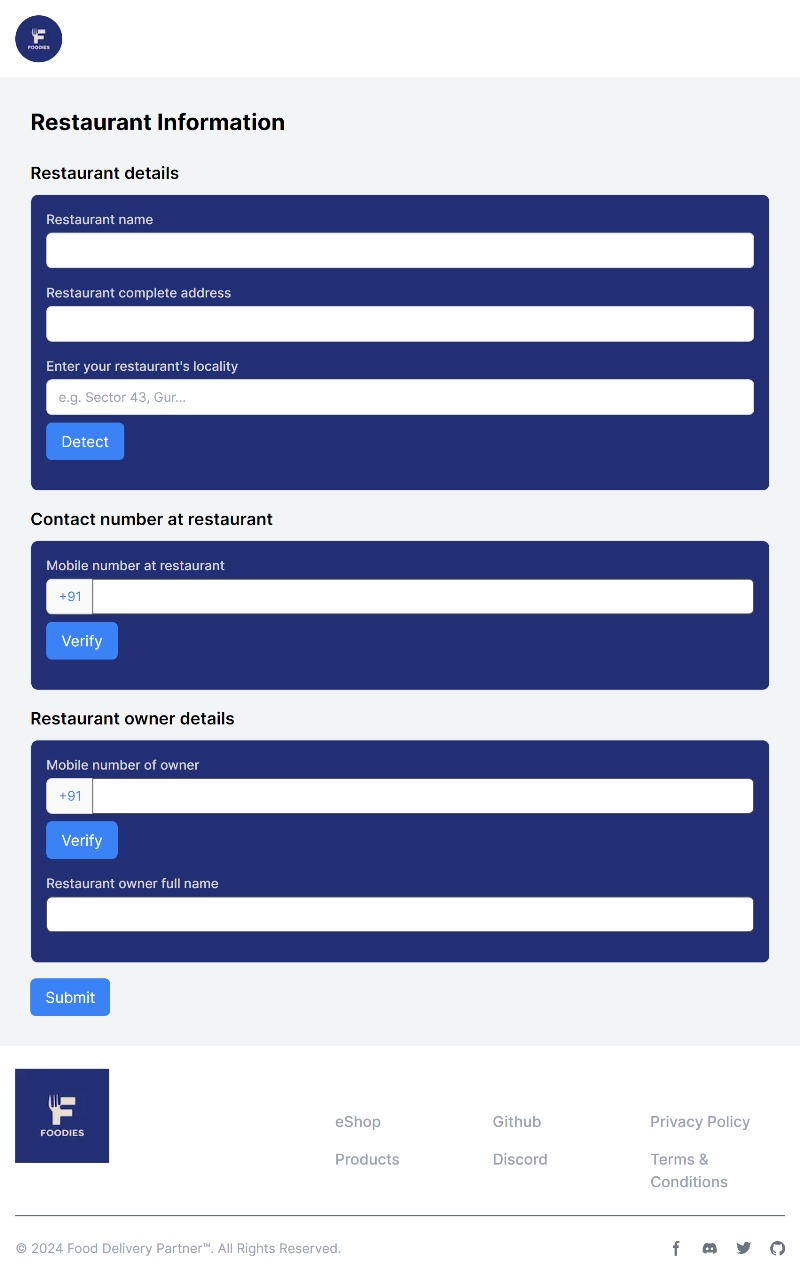 F
FOODIES
Restaurant Information
Restaurant details
Restaurant name
Restaurant complete address
Enter your restaurant's locality
e.g. Sector 43, Gur...
Detect
Contact number at restaurant
Mobile number at restaurant
+91
Verify
Restaurant owner details
Mobile number of owner
+91
Verify
Restaurant owner full name
Submit
F
FOODIES
eShop
Github
Privacy Policy
Products
Discord
Terms &
Conditions
© 2024 Food Delivery Partner™. All Rights Reserved.